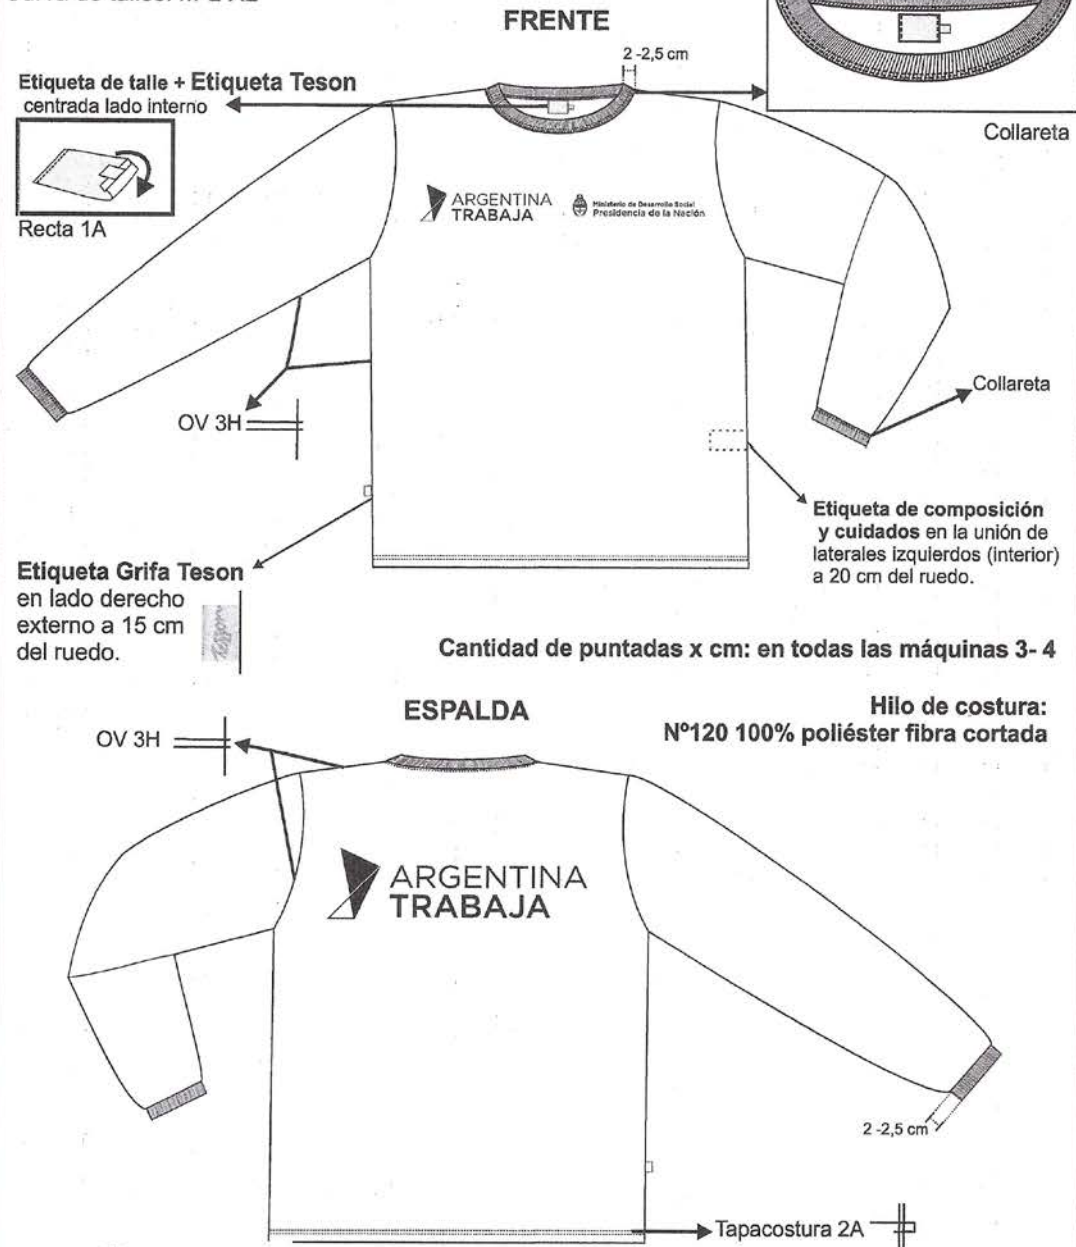 FRENTE
2 -2,5 cm
Etiqueta de talle + Etiqueta Teson
centrada lado interno
Collareta
Recta 1A
ARGENTINA
TRABAJA
Ministerio de Desarrollo Social
Presidencia de la Nación
OV 3H
Collareta
Etiqueta de composición
y cuidados en la unión de
laterales izquierdos (interior)
a 20 cm del ruedo.
Etiqueta Grifa Teson
en lado derecho
externo a 15 cm
del ruedo.
Cantidad de puntadas x cm: en todas las máquinas 3- 4
ESPALDA
Hilo de costura:
Nº120 100% poliéster fibra cortada
OV 3H
ARGENTINA
TRABAJA
2 -2,5 cm
Tapacostura 2A